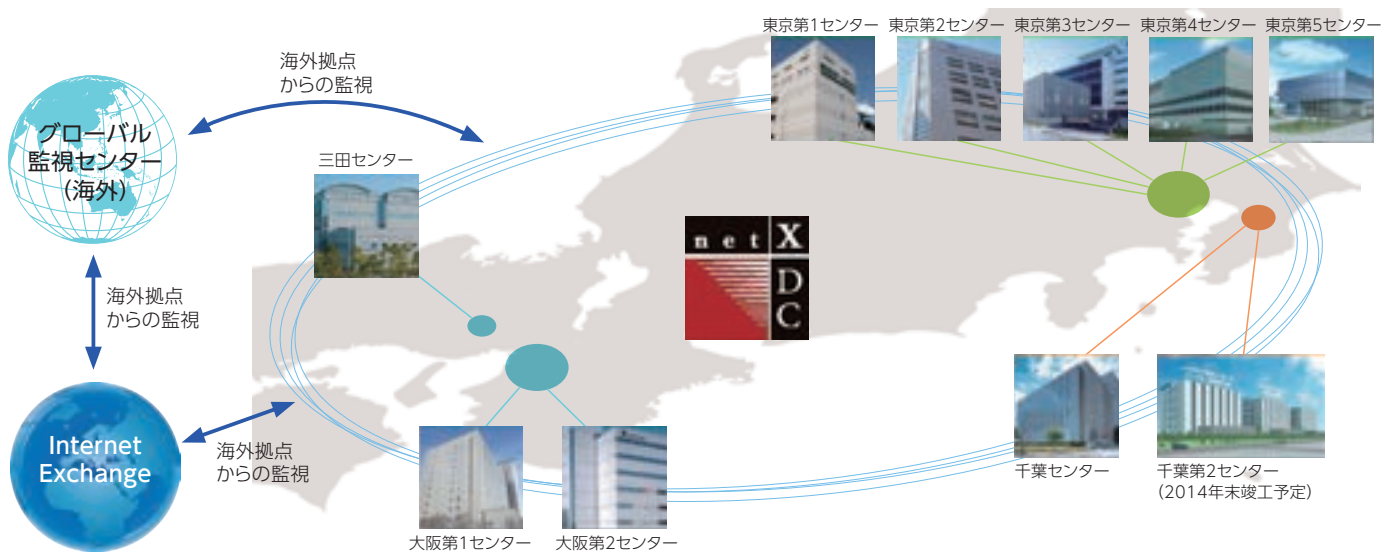 東京第1センター
東京第2センター
東京第3センター
東京第4センター
東京第5センター
海外拠点
からの監視
グローバル
監視センター
(海外)
三田センター
net X
DC
海外拠点
からの監視
Internet
Exchange
海外拠点
からの監視
千葉センター
千葉第2センター
(2014年末竣工予定)
大阪第1センター
大阪第2センター